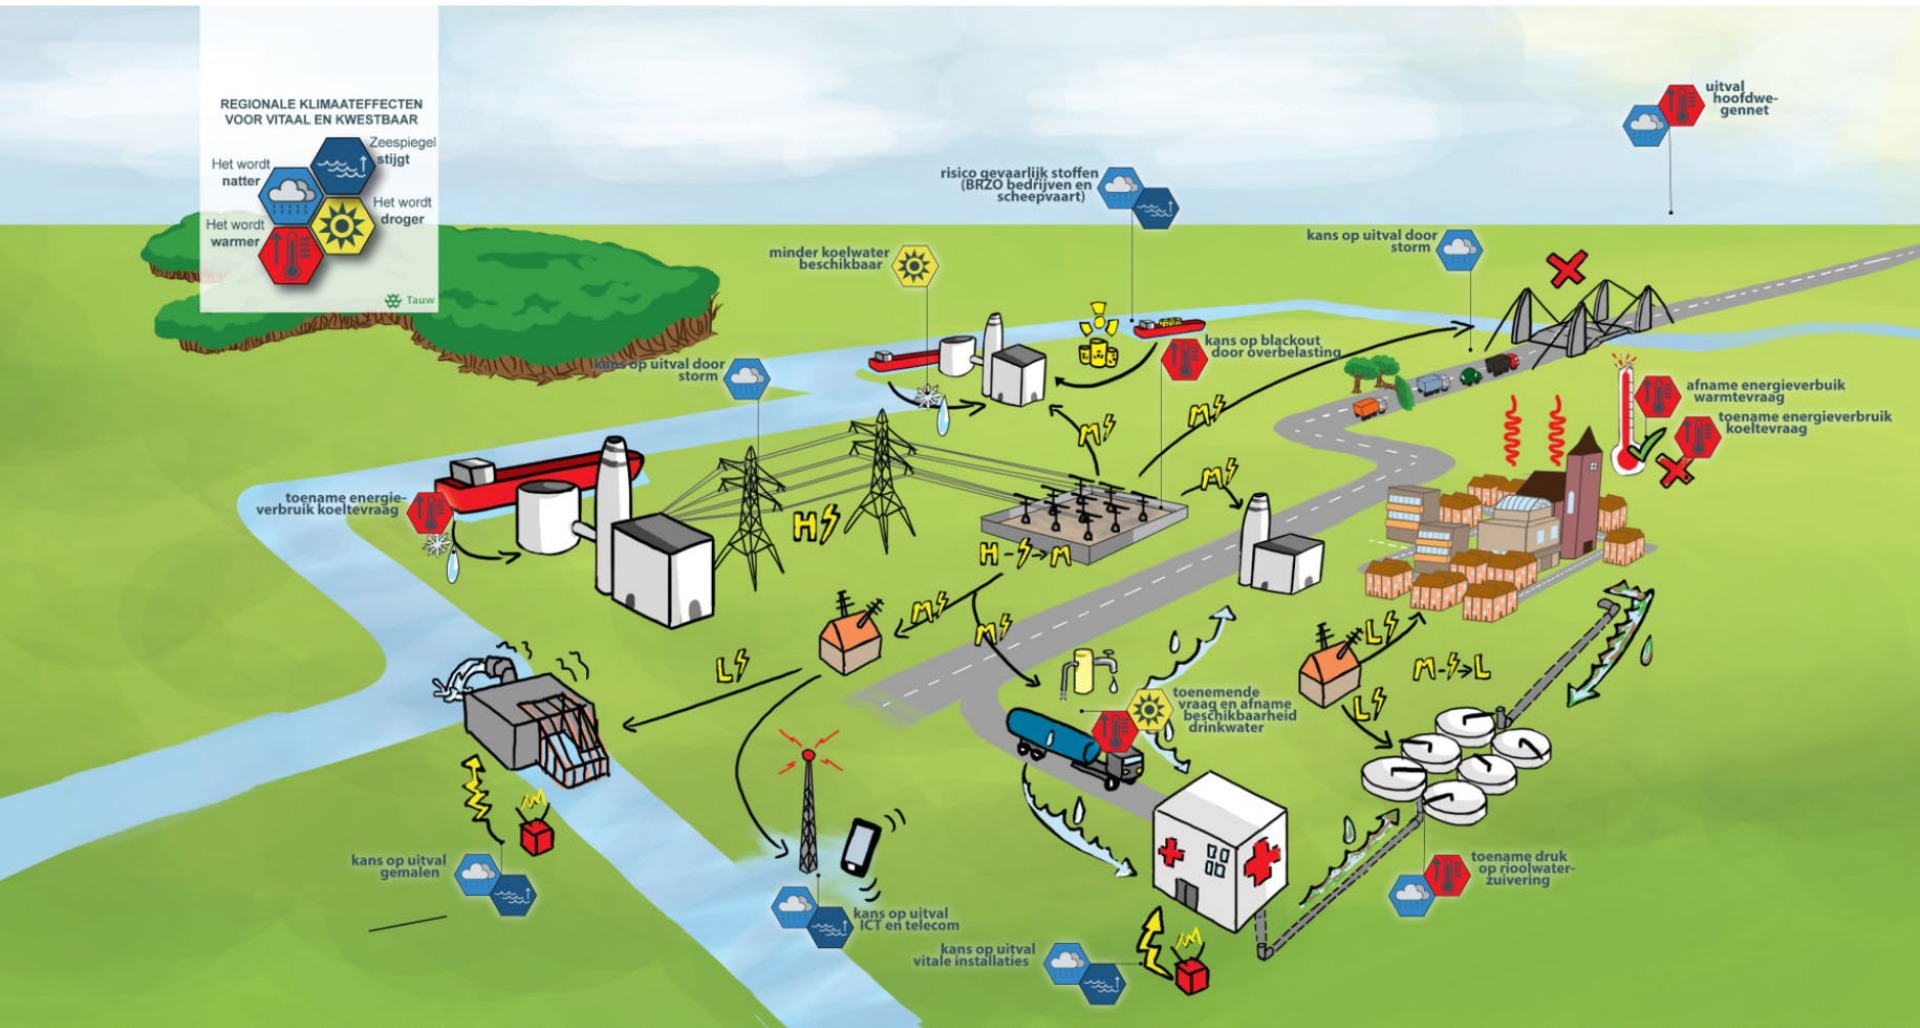 REGIONALE KLIMAATEFFECTEN
VOOR VITAAL EN KWESTBAAR
Zeespiegel
stijgt
Het wordt
natter
Het wordt
droger
Het wordt
warmer
Tauw
uitval
hoofdwe-
gennet
risico gevaarlijk stoffen
(BRZO bedrijven en
scheepvaart)
kans op uitval door
storm
minder koelwater
beschikbaar
kans op blackout
door overbelasting
kans op uitval door
storm
afname energieverbuik
warmtevraag
toename energieverbruik
koeltevraag
toename energie-
verbruik koeltevraag
M
M
M
H
H - → M
M
M
L
L
M - → L
L
toenemende
vraag en afname
beschikbaarheid
drinkwater
kans op uitval
gemalen
toename druk
op rioolwater-
zuivering
kans op uitval
ICT en telecom
kans op uitval
vitale installaties